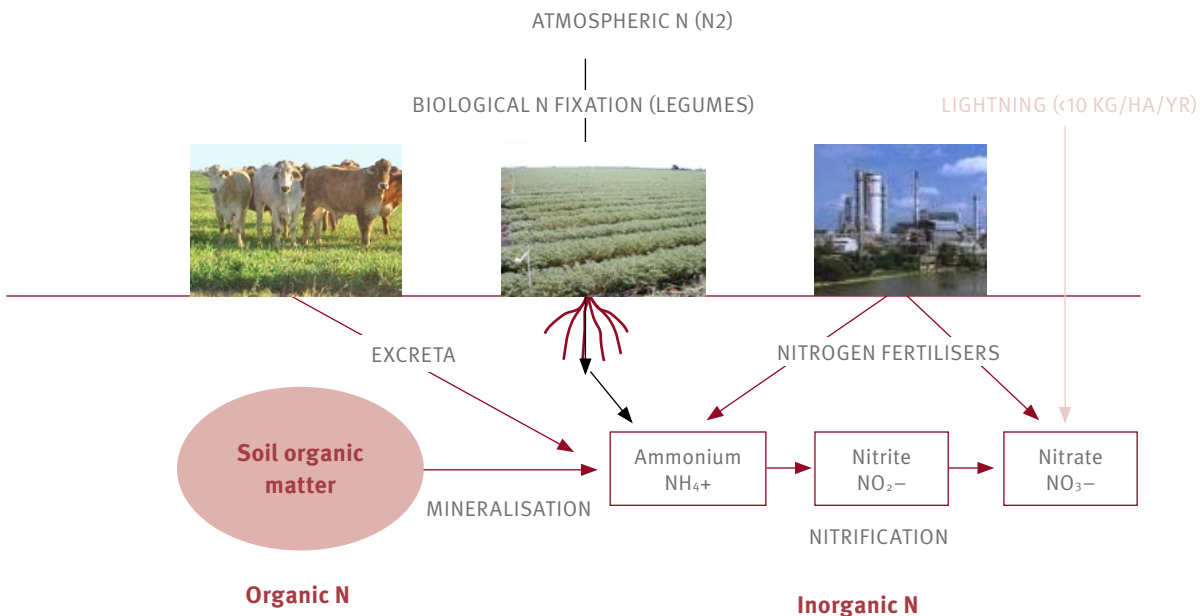 ATMOSPHERIC N (N2)
BIOLOGICAL N FIXATION (LEGUMES)
LIGHTNING (<10 KG/HA/YR)
EXCRETA
NITROGEN FERTILISERS
Soil organic
matter
Ammonium
NH₄+
Nitrite
NO₂–
Nitrate
NO₃–
MINERALISATION
NITRIFICATION
Organic N
Inorganic N